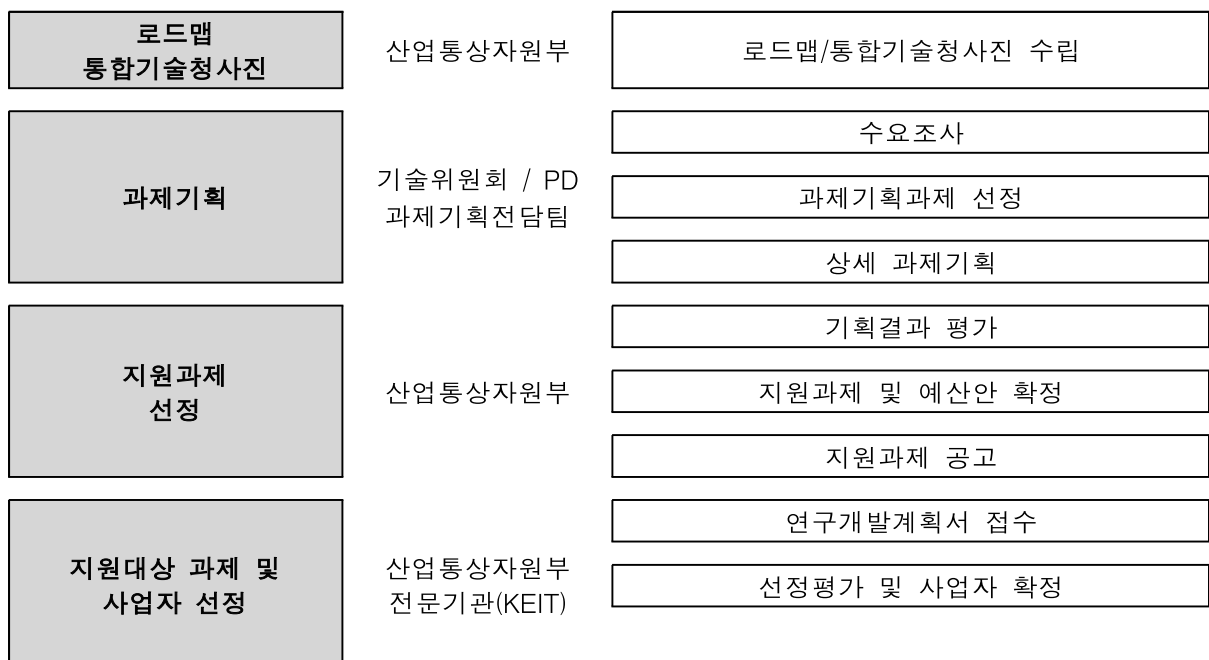 로드맵
통합기술청사진
산업통상자원부
로드맵/통합기술청사진 수립
과제기획
기술위원회 / PD
과제기획전담팀
수요조사
과제기획과제 선정
상세 과제기획
지원과제
선정
산업통상자원부
기획결과 평가
지원과제 및 예산안 확정
지원과제 공고
지원대상 과제 및
사업자 선정
산업통상자원부
전문기관(KEIT)
연구개발계획서 접수
선정평가 및 사업자 확정